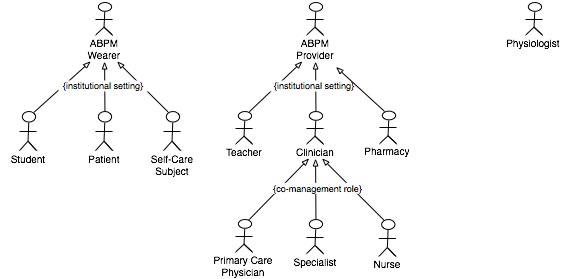 ABPM
Wearer
ABPM
Provider
Physiologist
{institutional setting}
{institutional setting}
Student
Patient
Self-Care
Subject
Teacher
Clinician
Pharmacy
{co-management role}
Primary Care
Physician
Specialist
Nurse